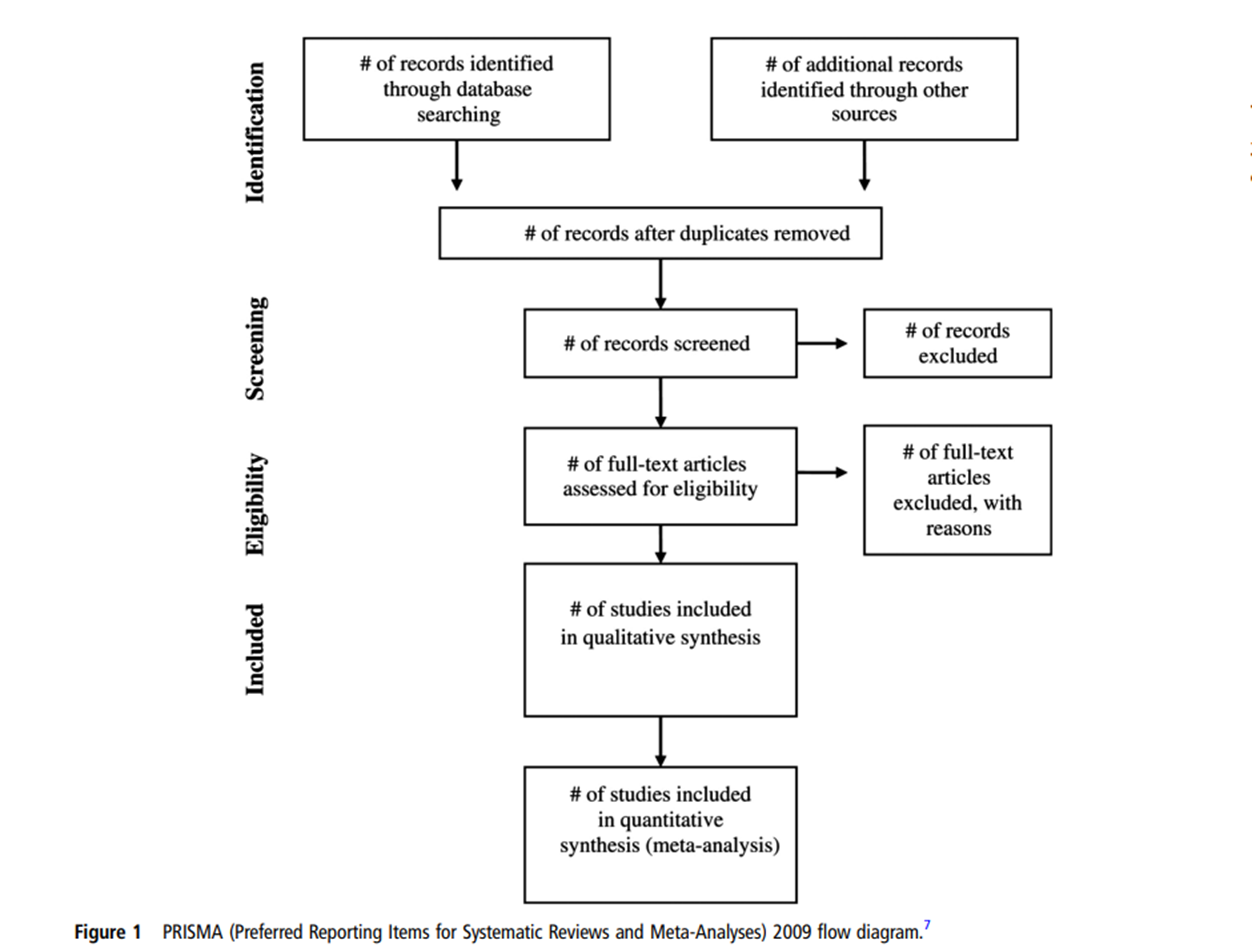 Identification
# of records identified
through database
searching
# of additional records
identified through other
sources
# of records after duplicates removed
Screening
# of records screened
# of records
excluded
Eligibility
# of full-text articles
assessed for eligibility
# of full-text
articles
excluded, with
reasons
Included
# of studies included
in qualitative synthesis
# of studies included
in quantitative
synthesis (meta-analysis)
Figure 1 PRISMA (Preferred Reporting Items for Systematic Reviews and Meta-Analyses) 2009 flow diagram.7